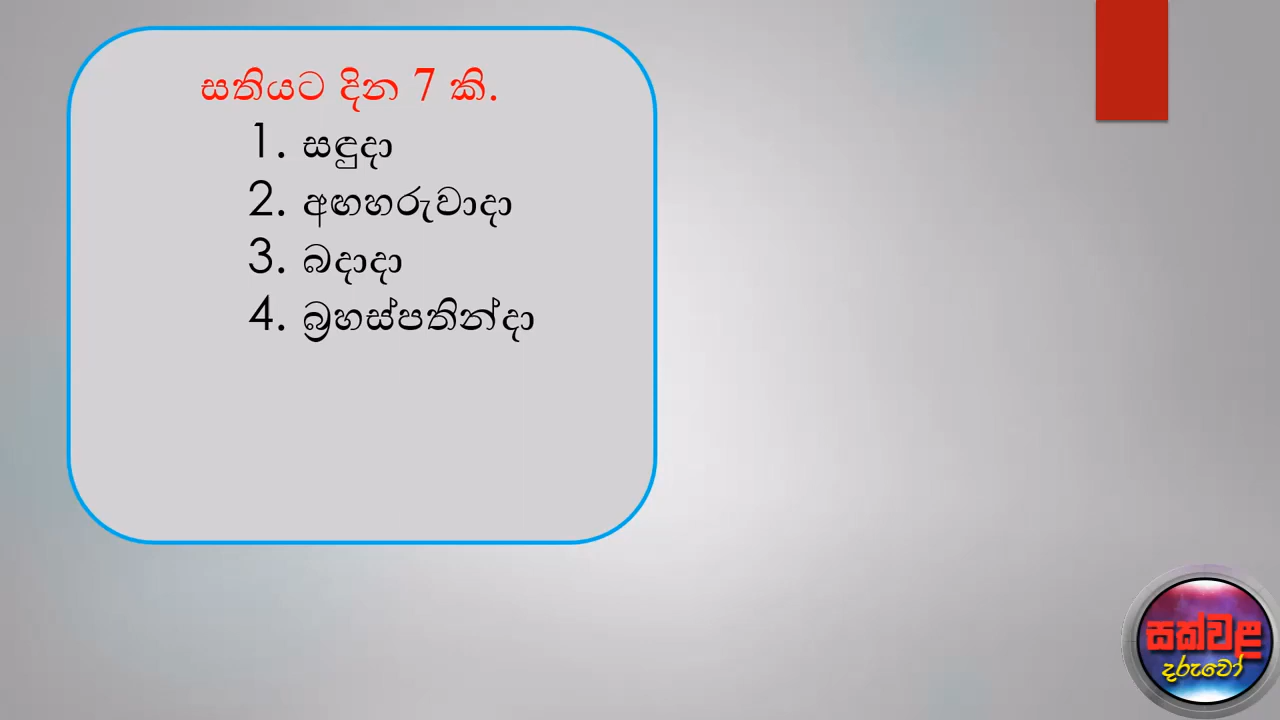 සතියට දින 7 කි.
1. සඳුදා
2. අඟහරුවාදා
3. බදාදා
4. බ්‍රහස්පතින්දා
සක්වළ
දරුවෝ